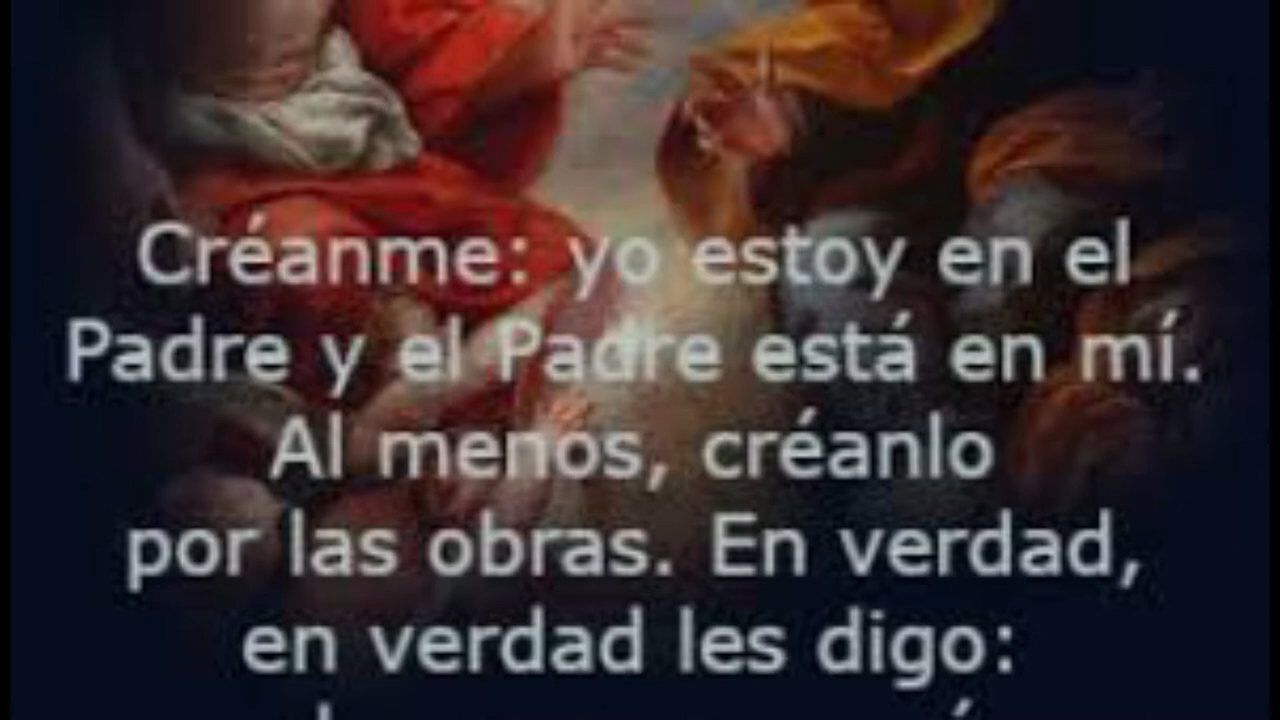 Créanme: yo estoy en el
Padre y el Padre está en mí.
Al menos, créanlo
por las obras. En verdad,
en verdad les digo: